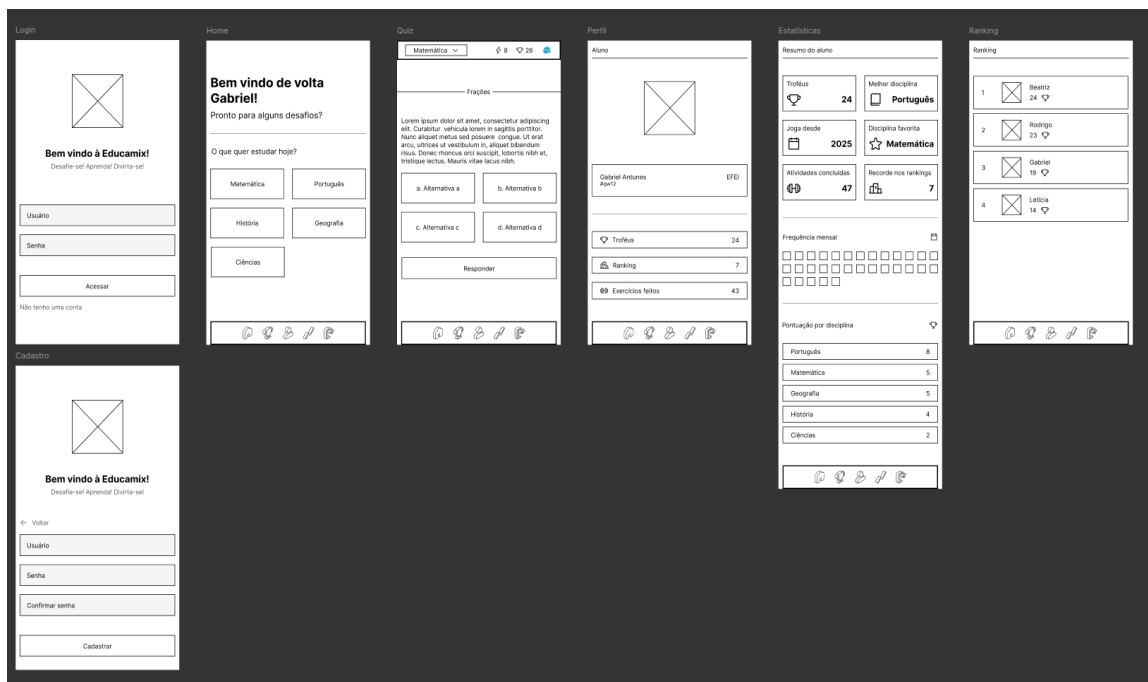 Login
Bem vindo à Educamix!
Desafie-se! Aprenda! Divirta-se!
Usuário
Senha
Acessar
Não tenho uma conta
Home
Bem vindo de volta
Gabriel!
Pronto para alguns desafios?
O que quer estudar hoje?
Matemática
Português
História
Geografia
Ciências
Quiz
Matemática
8
26
Frações
Lorem ipsum dolor sit amet, consectetur adipiscing
elit. Curabitur vehicula lorem in sagittis porttitor.
Nunc aliquet metus sed posuere congue. Ut erat
arcu, ultrices ut vestibulum in, aliquet bibendum
risus. Donec rhoncus orci suscipit, lobortis nibh et,
tristique lectus. Mauris vitae lacus nibh.
a. Alternativa a
b. Alternativa b
c. Alternativa c
d. Alternativa d
Responder
Perfil
Aluno
Gabriel Antunes
EFEI
#qw12
Troféus
24
Ranking
7
Exercícios feitos
43
Estatísticas
Resumo do aluno
Troféus
24
Melhor disciplina
Português
Joga desde
2025
Disciplina favorita
Matemática
Atividades concluídas
47
Recorde nos rankings
7
Frequência mensal
Pontuação por disciplina
Português
8
Matemática
5
Geografia
5
História
4
Ciências
2
Ranking
Ranking
1
Beatriz
24
2
Rodrigo
23
3
Gabriel
19
4
Letícia
14
Cadastro
Bem vindo à Educamix!
Desafie-se! Aprenda! Divirta-se!
Voltar
Usuário
Senha
Confirmar senha
Cadastrar